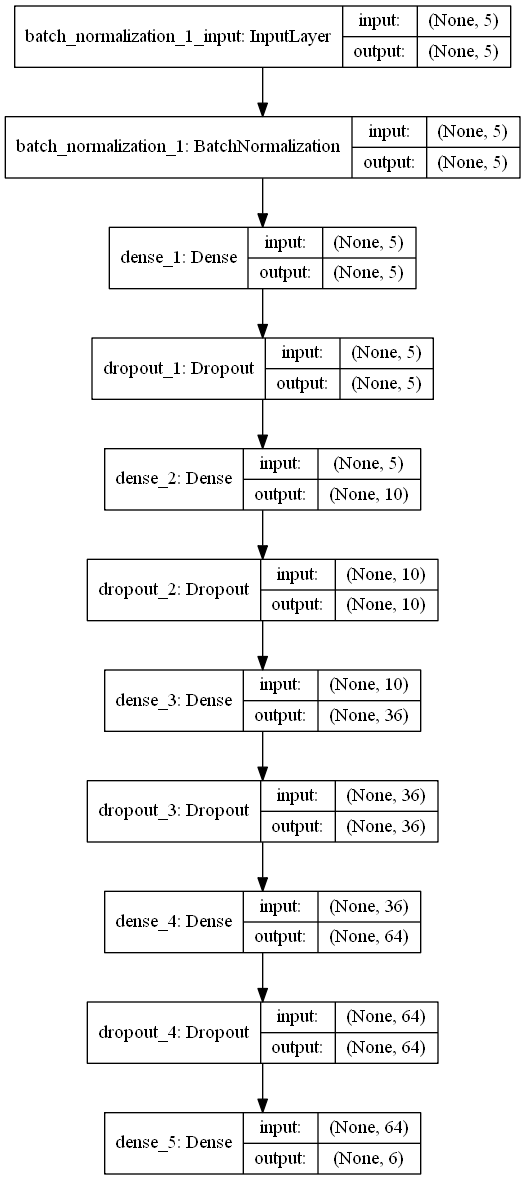 batch_normalization_1_input: InputLayer
input: (None, 5)
output: (None, 5)
batch_normalization_1: BatchNormalization
input: (None, 5)
output: (None, 5)
dense_1: Dense
input: (None, 5)
output: (None, 5)
dropout_1: Dropout
input: (None, 5)
output: (None, 5)
dense_2: Dense
input: (None, 5)
output: (None, 10)
dropout_2: Dropout
input: (None, 10)
output: (None, 10)
dense_3: Dense
input: (None, 10)
output: (None, 36)
dropout_3: Dropout
input: (None, 36)
output: (None, 36)
dense_4: Dense
input: (None, 36)
output: (None, 64)
dropout_4: Dropout
input: (None, 64)
output: (None, 64)
dense_5: Dense
input: (None, 64)
output: (None, 6)